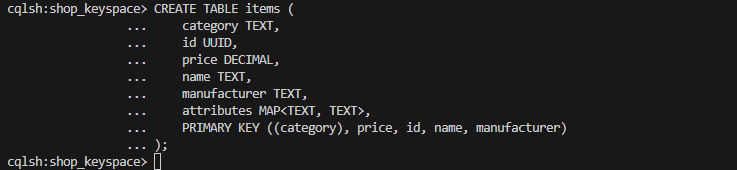 cqlsh:shop_keyspace> CREATE TABLE items (
                 ...     category TEXT,
                 ...     id UUID,
                 ...     price DECIMAL,
                 ...     name TEXT,
                 ...     manufacturer TEXT,
                 ...     attributes MAP<TEXT, TEXT>,
                 ...     PRIMARY KEY ((category), price, id, name, manufacturer)
                 ... );
cqlsh:shop_keyspace>